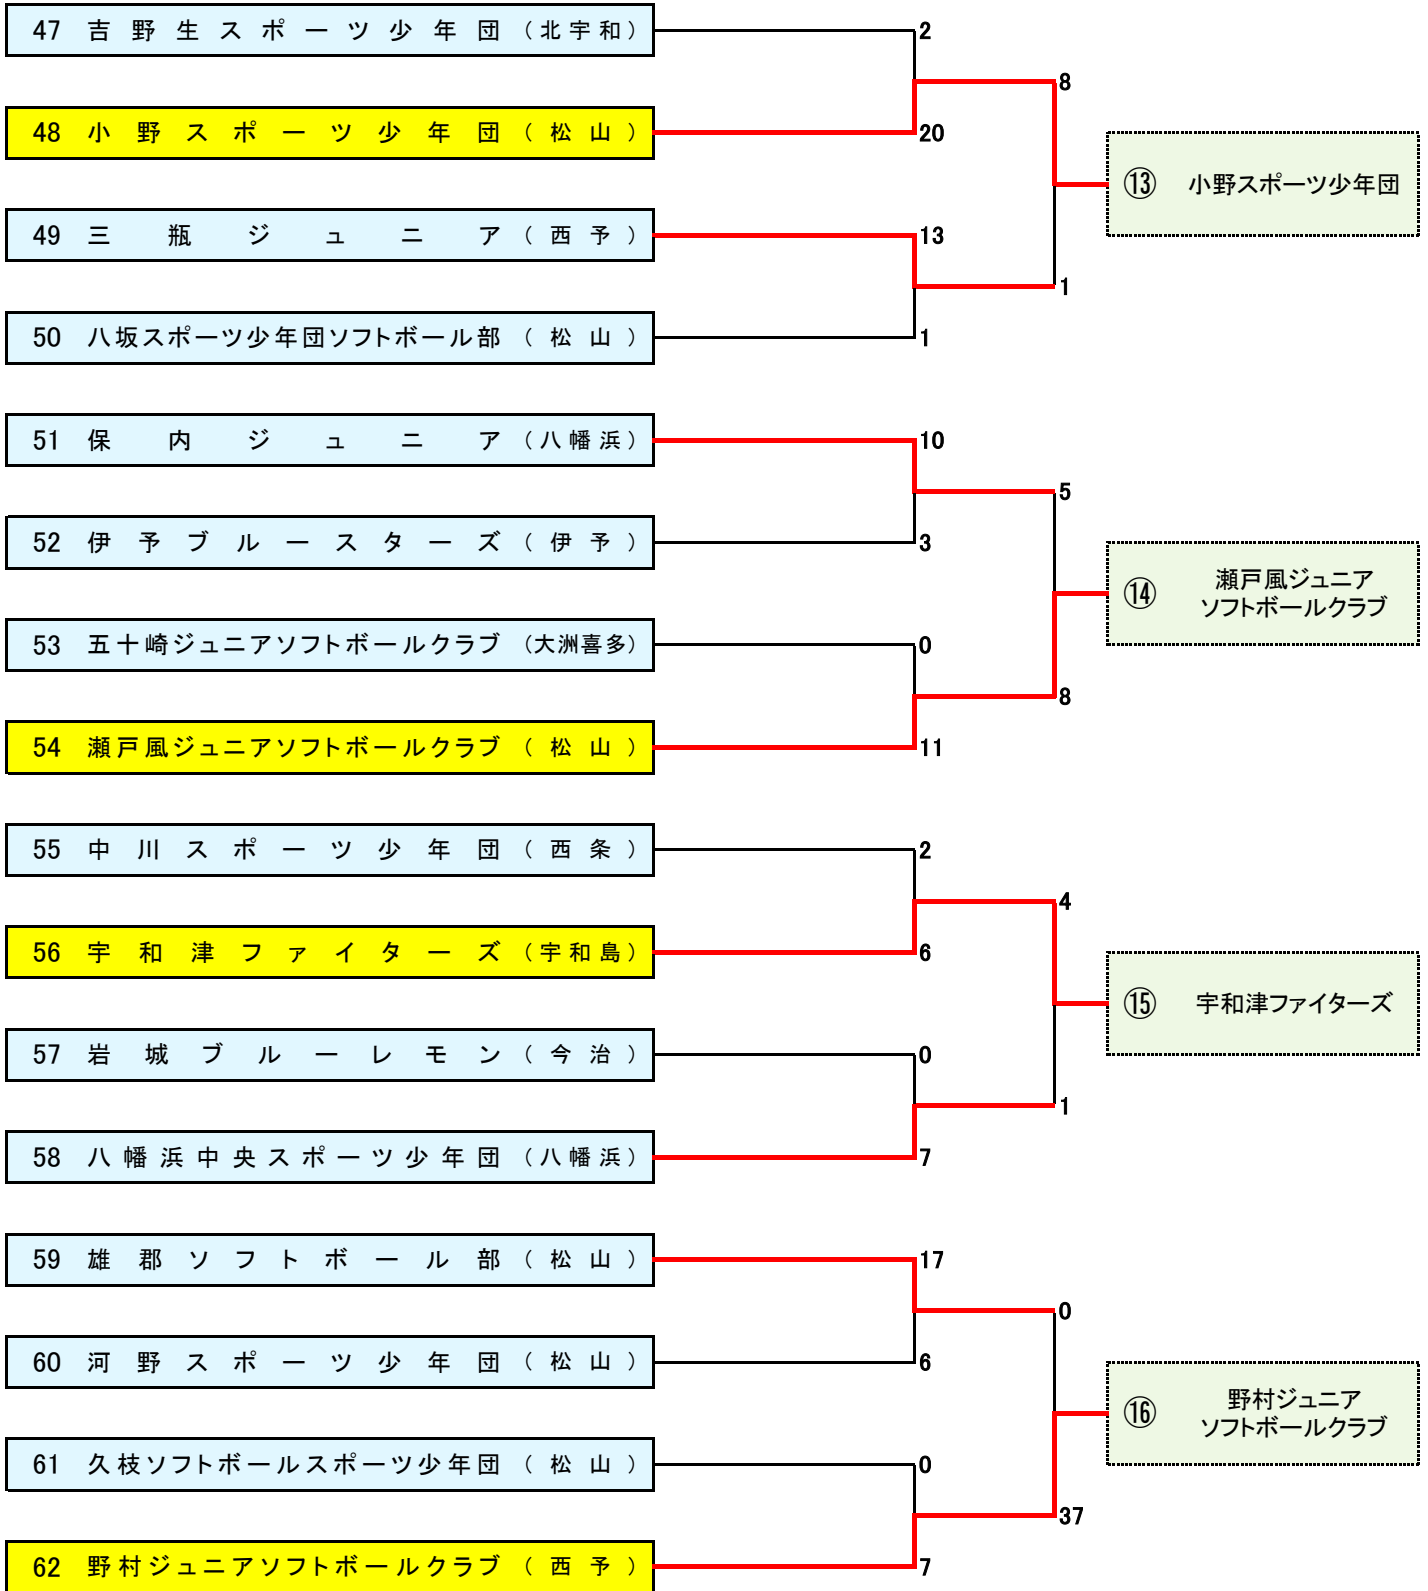 47 吉野生スポーツ少年団 (北宇和) 2
8
48 小野スポーツ少年団 (松山) 20
⑬ 小野スポーツ少年団
49 三瓶ジュニア (西予) 13
1
50 八坂スポーツ少年団ソフトボール部 (松山) 1
51 保内ジュニア (八幡浜) 10
5
52 伊予ブルースターズ (伊予) 3
⑭ 瀬戸風ジュニア
ソフトボールクラブ
53 五十崎ジュニアソフトボールクラブ (大洲喜多) 0
8
54 瀬戸風ジュニアソフトボールクラブ (松山) 11
55 中川スポーツ少年団 (西条) 2
4
56 宇和津ファイターズ (宇和島) 6
⑮ 宇和津ファイターズ
57 岩城ブルーレモン (今治) 0
1
58 八幡浜中央スポーツ少年団 (八幡浜) 7
59 雄郡ソフトボール部 (松山) 17
0
60 河野スポーツ少年団 (松山) 6
⑯ 野村ジュニア
ソフトボールクラブ
61 久枝ソフトボールスポーツ少年団 (松山) 0
37
62 野村ジュニアソフトボールクラブ (西予) 7